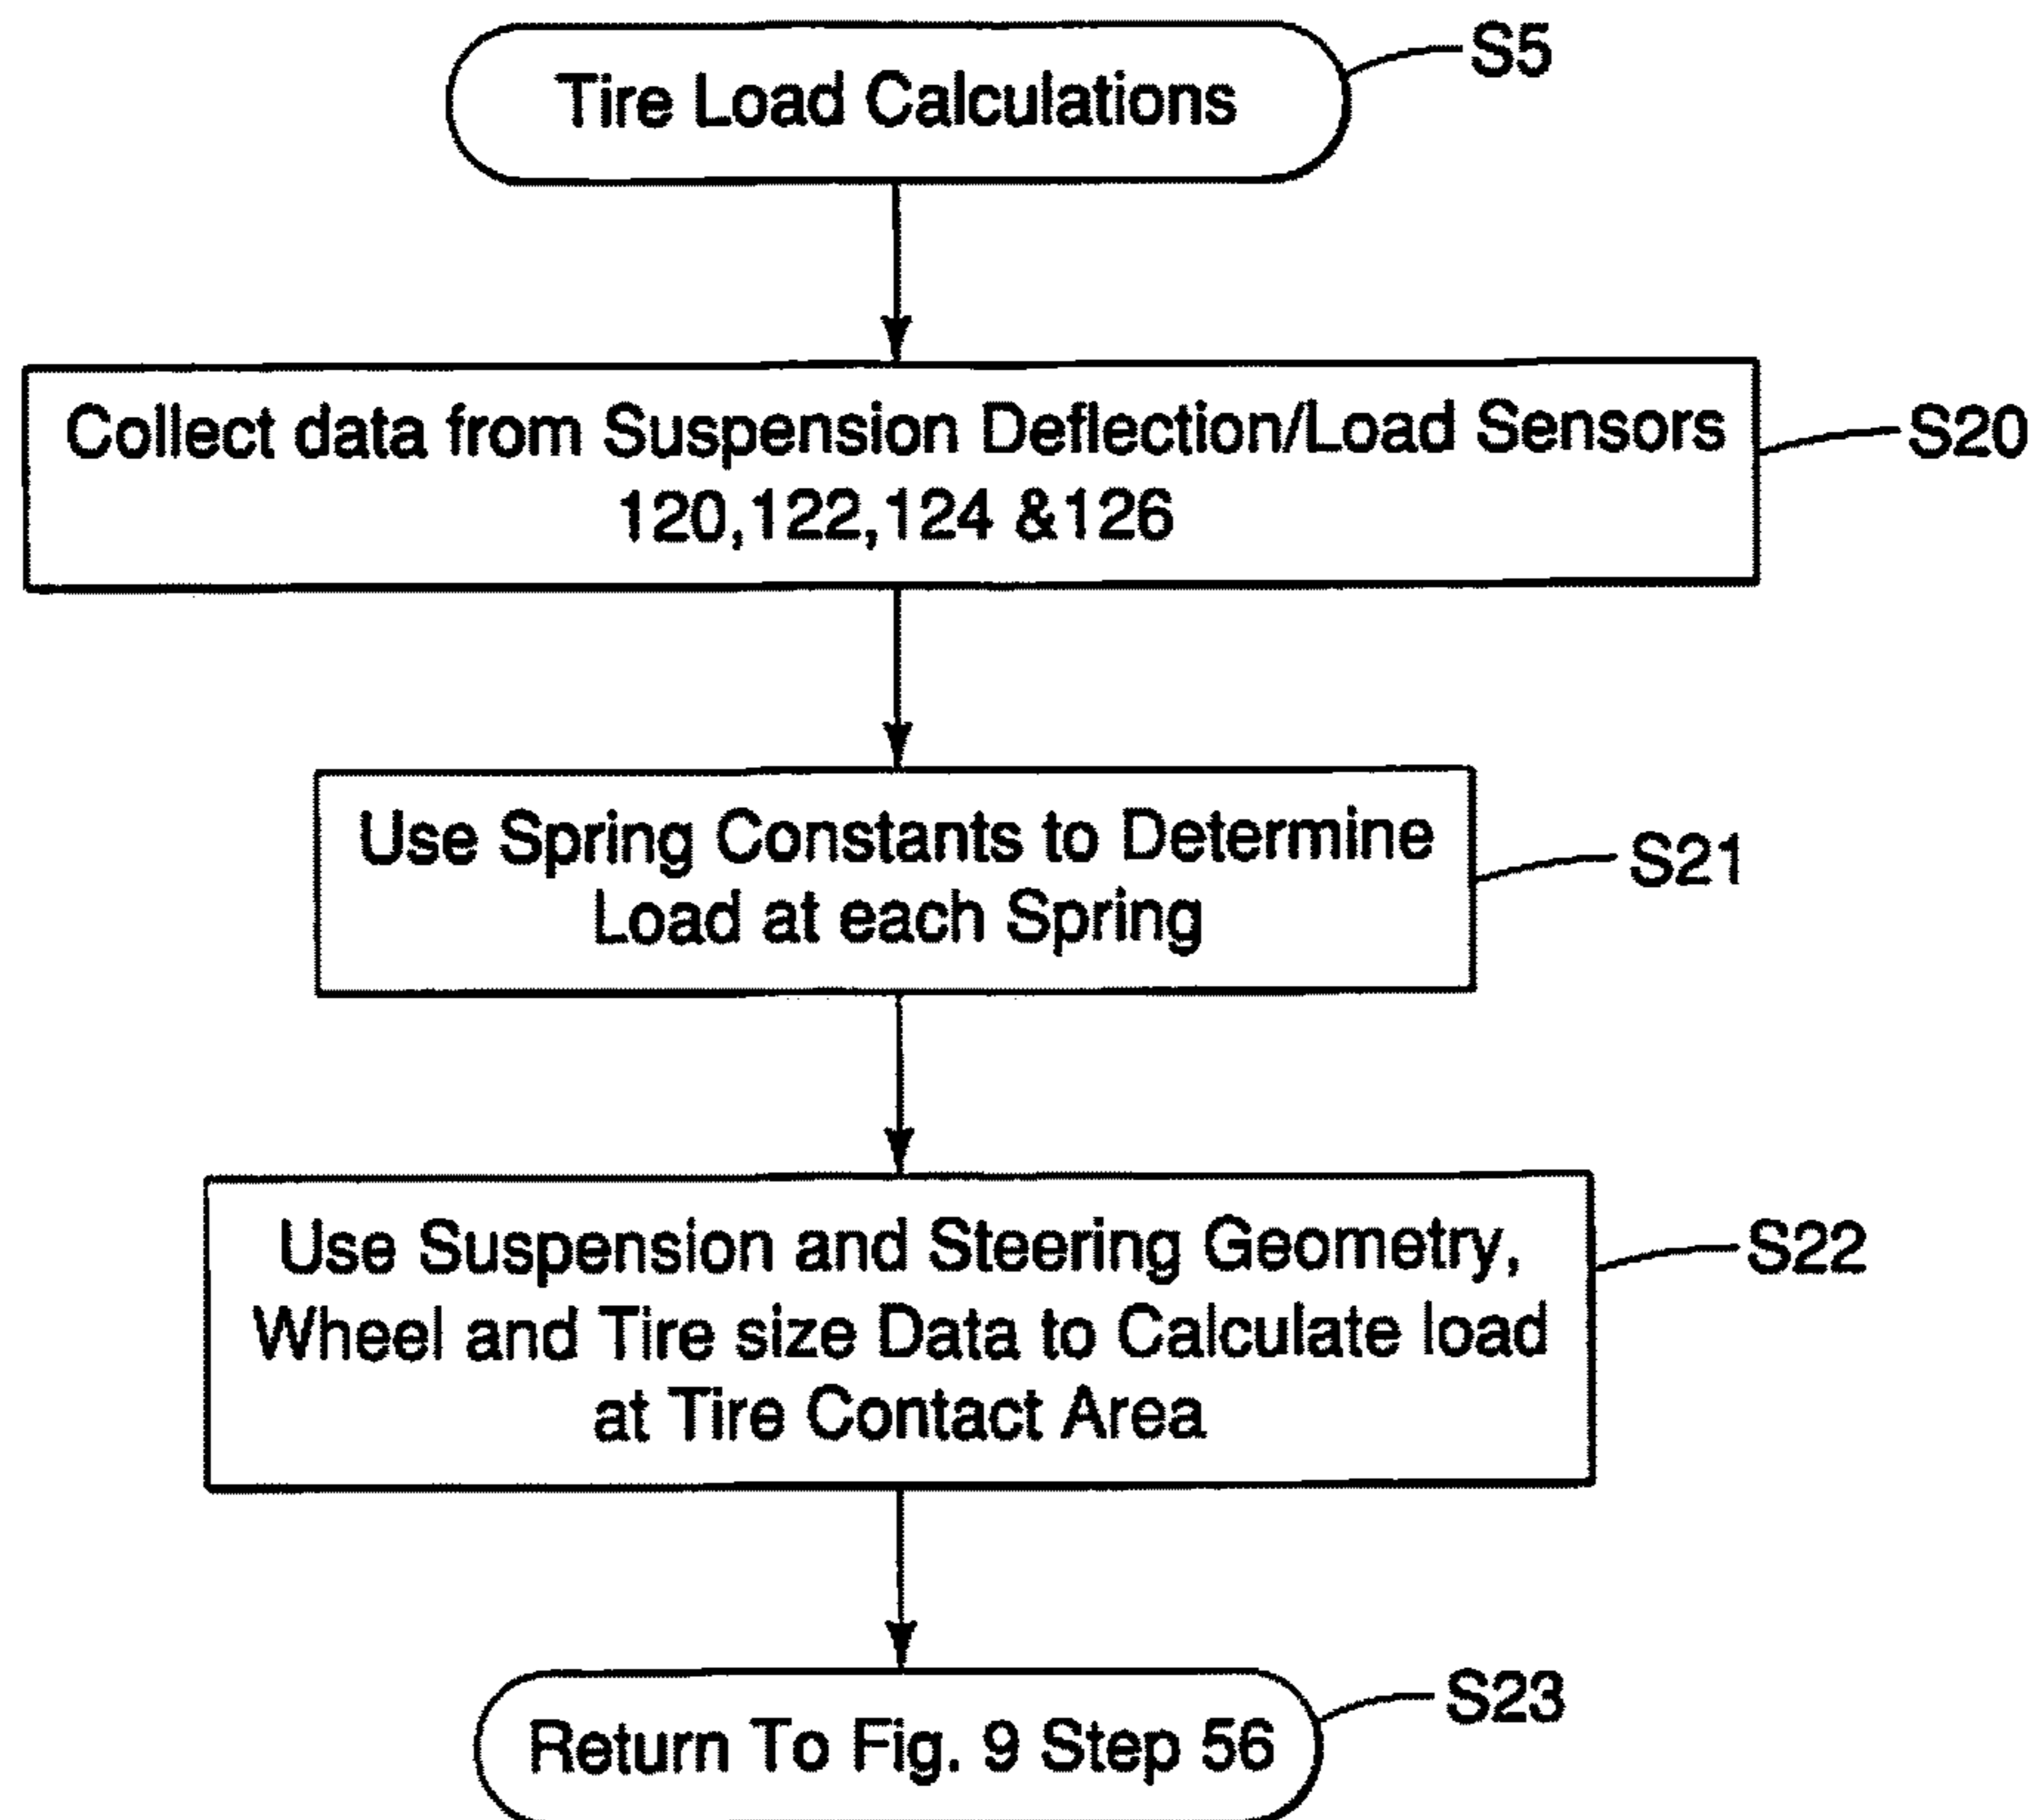 Tire Load Calculations
S5
Collect data from Suspension Deflection/Load Sensors
120,122,124 &126
S20
Use Spring Constants to Determine
Load at each Spring
S21
Use Suspension and Steering Geometry,
Wheel and Tire size Data to Calculate load
at Tire Contact Area
S22
Return To Fig. 9 Step 56
S23